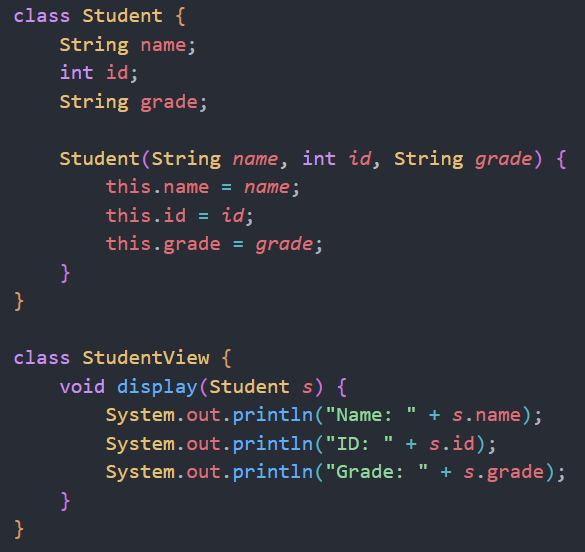 class Student {
    String name;
    int id;
    String grade;

    Student(String name, int id, String grade) {
        this.name = name;
        this.id = id;
        this.grade = grade;
    }
}

class StudentView {
    void display(Student s) {
        System.out.println("Name: " + s.name);
        System.out.println("ID: " + s.id);
        System.out.println("Grade: " + s.grade);
    }
}